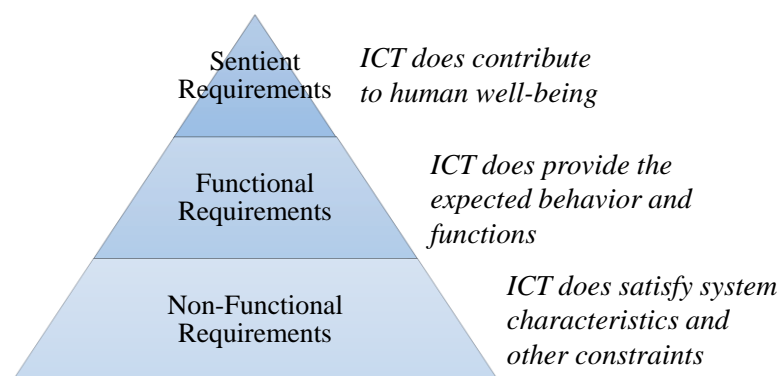 Sentient
Requirements
ICT does contribute
to human well-being
Functional
Requirements
ICT does provide the
expected behavior and
functions
Non-Functional
Requirements
ICT does satisfy system
characteristics and
other constraints